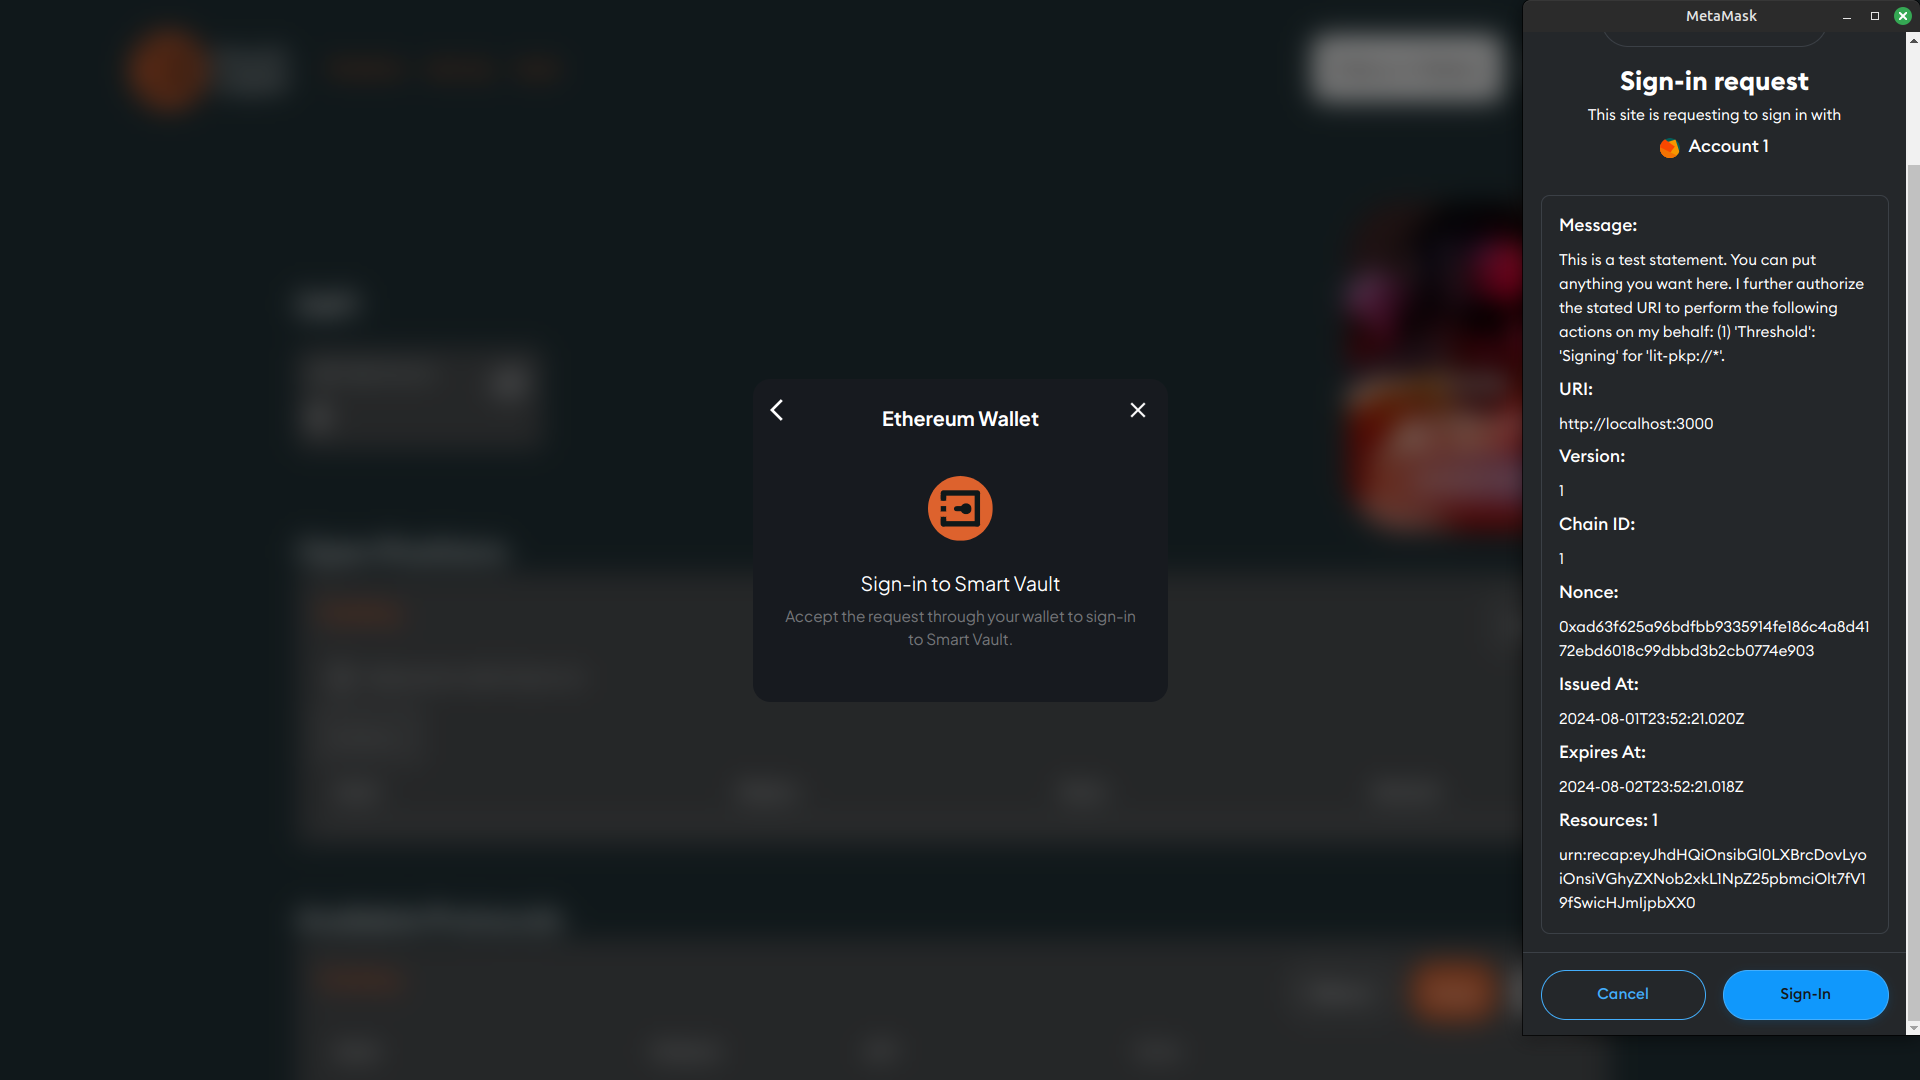 MetaMask
Sign-in request
This site is requesting to sign in with
Account 1
Message:
This is a test statement. You can put
anything you want here. I further authorize
the stated URI to perform the following
actions on my behalf: (1) 'Threshold':
'Signing' for 'lit-pkp://*'.
URI:
http://localhost:3000
Version:
1
Chain ID:
1
Nonce:
0xad63f625a96bdfbb9335914fe186c4a8d41
72ebd6018c99dbbd3b2cb0774e903
Issued At:
2024-08-01T23:52:21.020Z
Expires At:
2024-08-02T23:52:21.018Z
Resources: 1
urn:recap:eyJhdHQiOnsibGl0LXBrcDovLyo
iOnsiVGhyZXNob2xkL1NpZ25pbmciOlt7fV1
9fSwicHJmIjpbXX0
Cancel
Sign-In
Ethereum Wallet
Sign-in to Smart Vault
Accept the request through your wallet to sign-in
to Smart Vault.